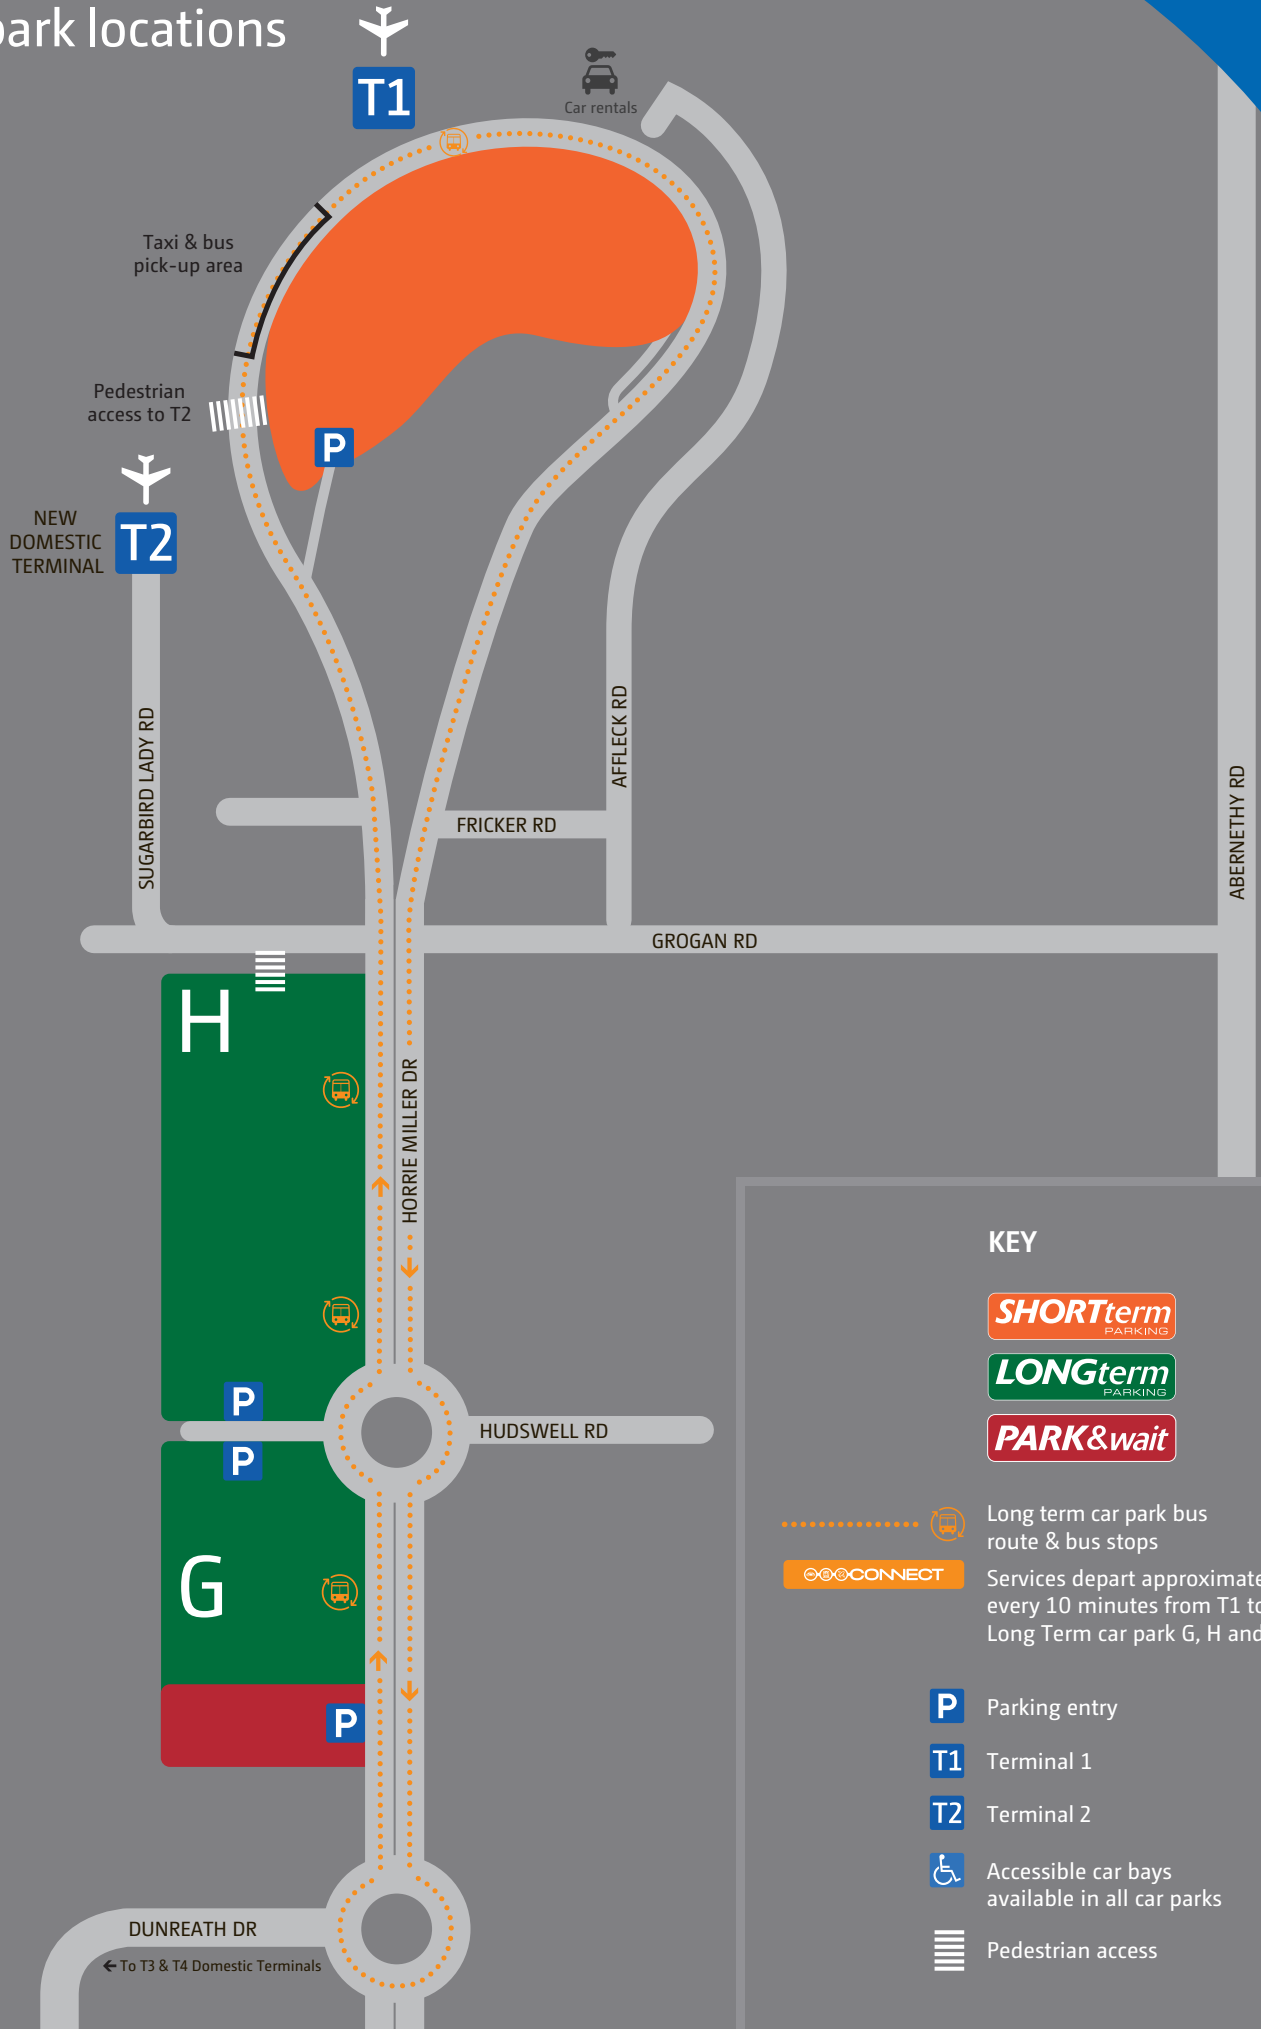 park locations
T1
Car rentals
Taxi & bus
pick-up area
Pedestrian
access to T2
P
NEW
DOMESTIC
TERMINAL
T2
SUGARBIRD LADY RD
AFFLECK RD
FRICKER RD
ABERNETHY RD
GROGAN RD
H
HORRIE MILLER DR
P
HUDSWELL RD
P
G
P
DUNREATH DR
To T3 & T4 Domestic Terminals
KEY
SHORTterm
PARKING
LONGterm
PARKING
PARK&wait
Long term car park bus
route & bus stops
CONNECT
Services depart approximate
every 10 minutes from T1 to
Long Term car park G, H and
P
Parking entry
T1
Terminal 1
T2
Terminal 2
Accessible car bays
available in all car parks
Pedestrian access